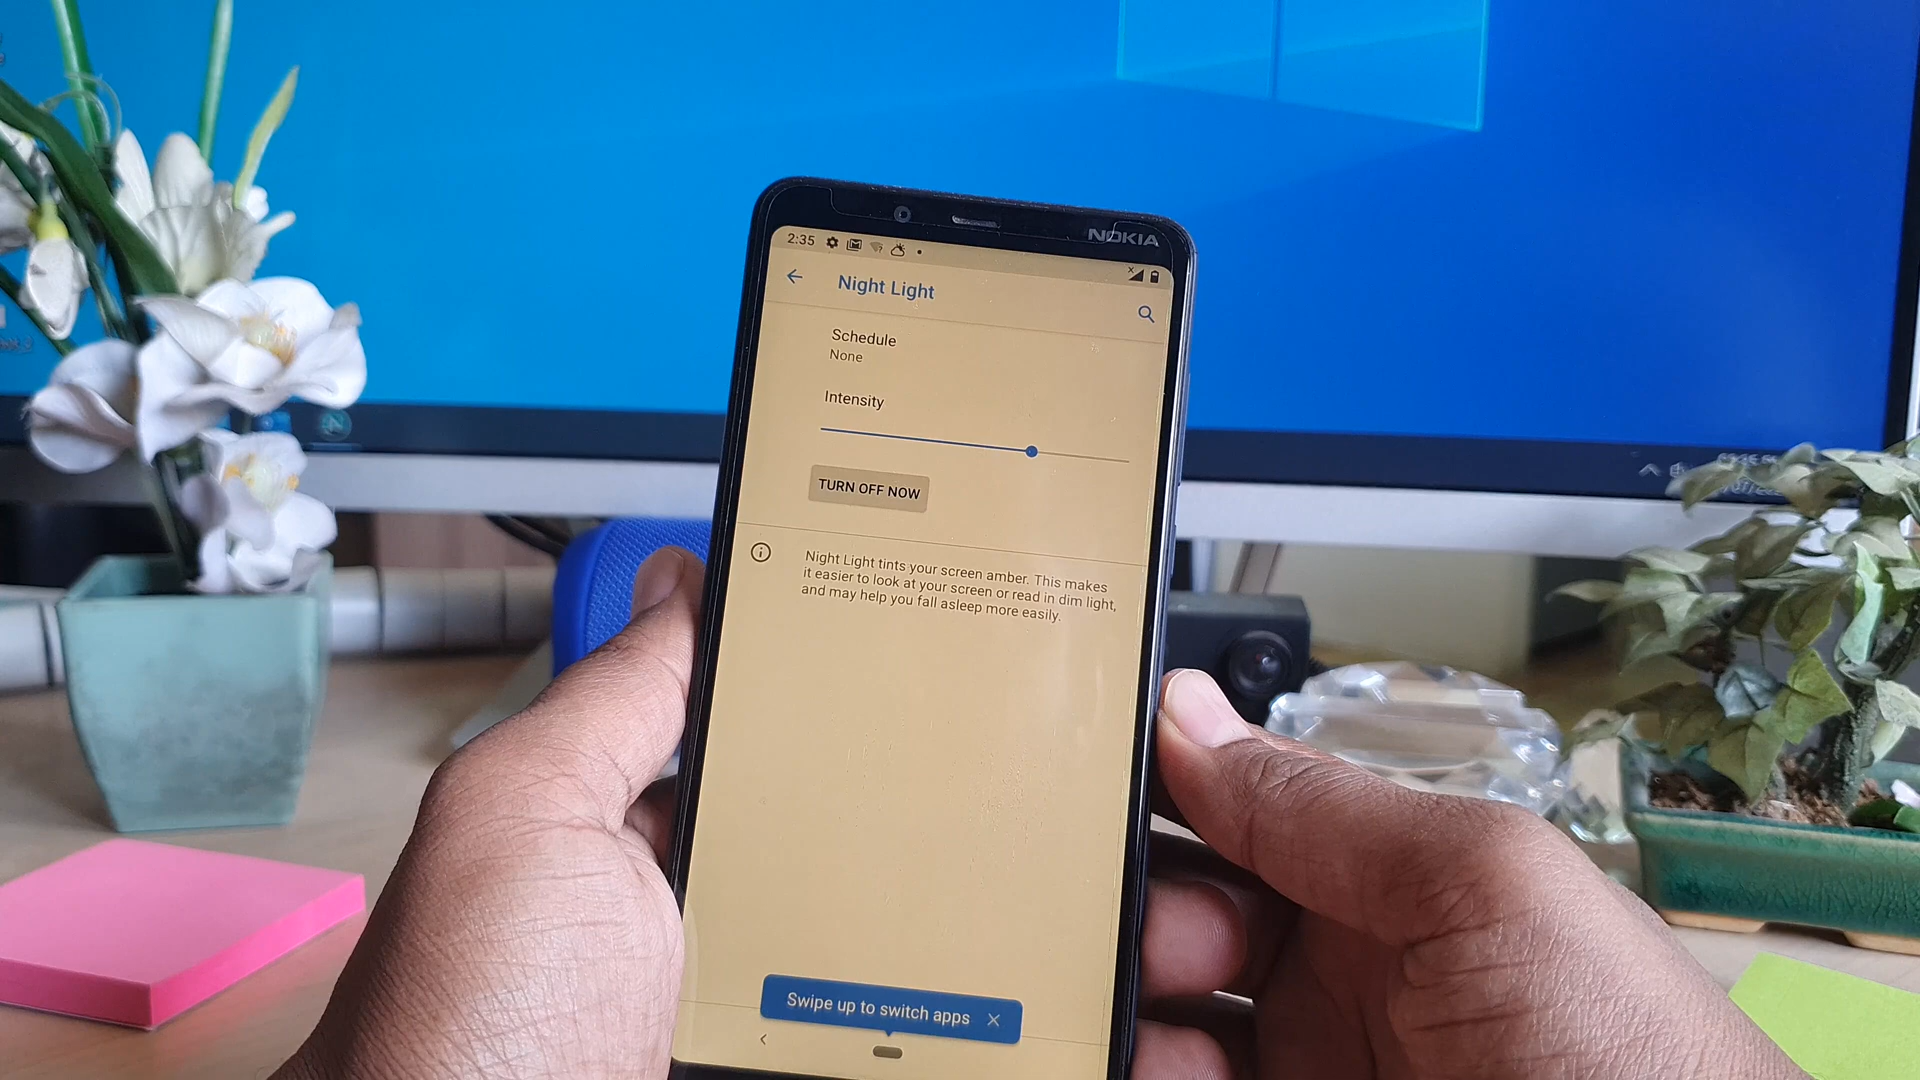 NOKIA
2:35
Night Light
Schedule
None
Intensity
TURN OFF NOW
Night Light tints your screen amber. This makes
it easier to look at your screen or read in dim light,
and may help you fall asleep more easily.
Swipe up to switch apps